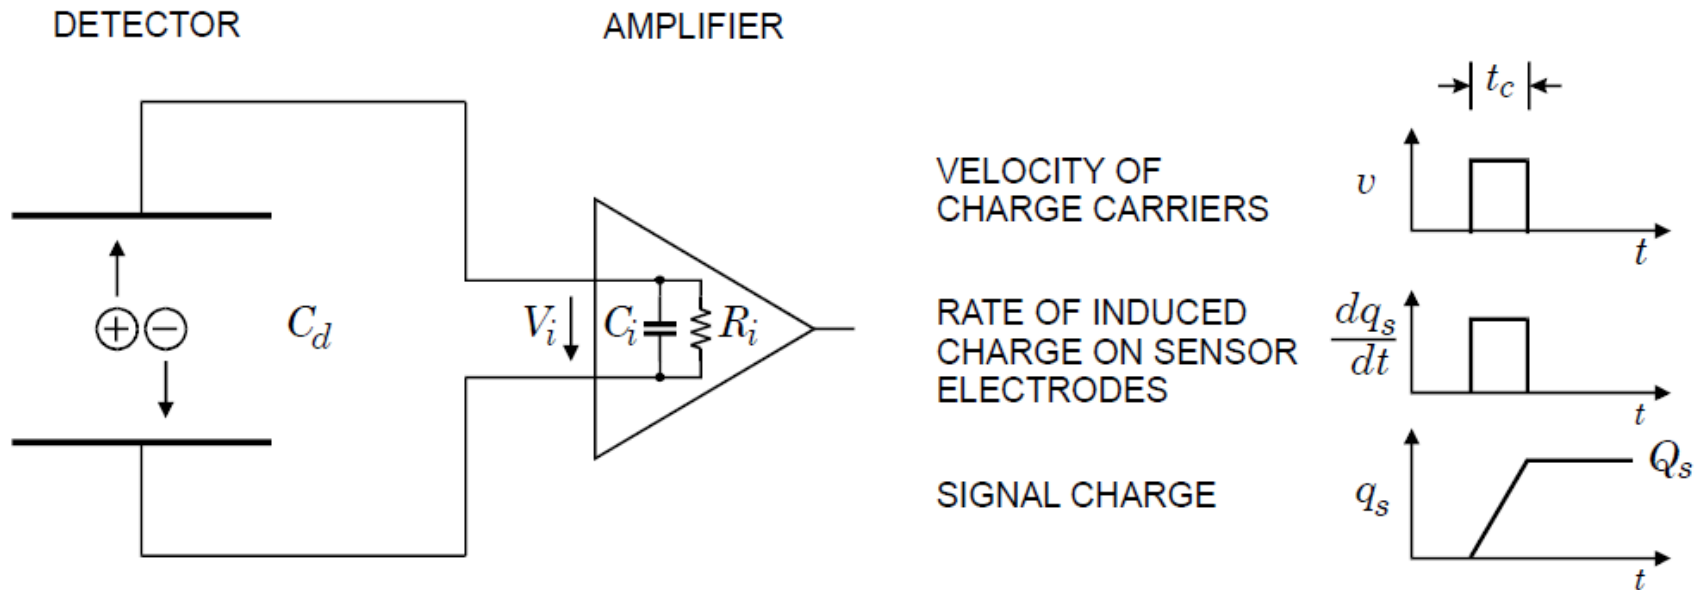 DETECTOR
AMPLIFIER
+ −
C_d
V_i
C_i
R_i
t_c
VELOCITY OF
CHARGE CARRIERS
v
t
RATE OF INDUCED
CHARGE ON SENSOR
ELECTRODES
dq_s
dt
t
SIGNAL CHARGE
q_s
Q_s
t